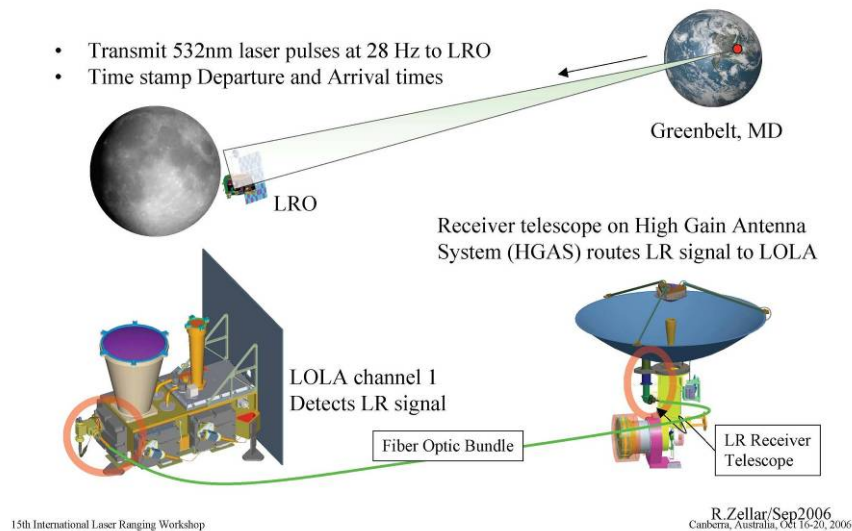 • Transmit 532nm laser pulses at 28 Hz to LRO
• Time stamp Departure and Arrival times
Greenbelt, MD
LRO
Receiver telescope on High Gain Antenna
System (HGAS) routes LR signal to LOLA
LOLA channel 1
Detects LR signal
Fiber Optic Bundle
LR Receiver
Telescope
R.Zellar/Sep2006
15th International Laser Ranging Workshop
Canberra, Australia, Oct 16-20, 2006